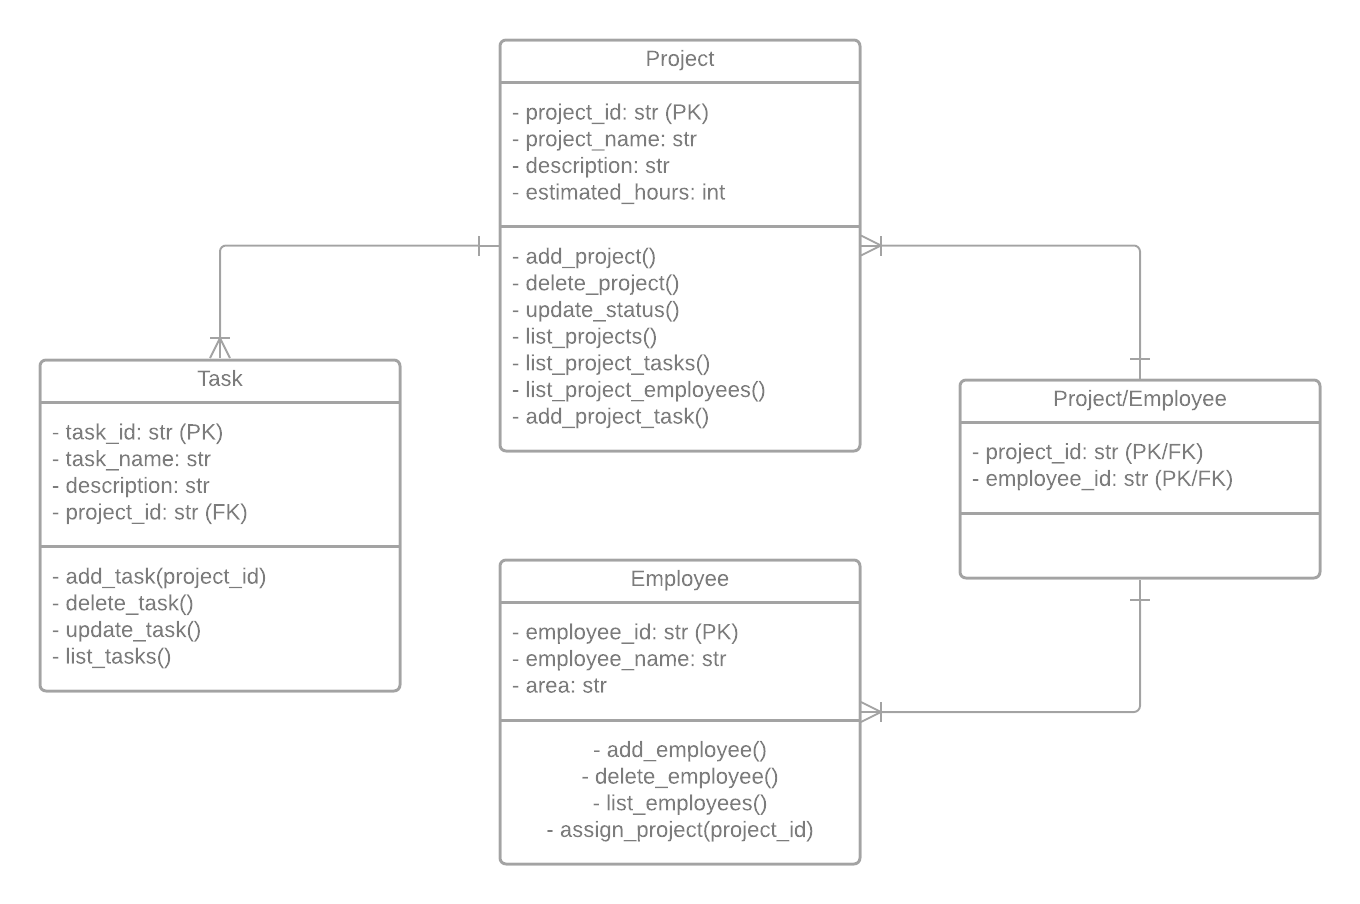 Project
- project_id: str (PK)
- project_name: str
- description: str
- estimated_hours: int
- add_project()
- delete_project()
- update_status()
- list_projects()
- list_project_tasks()
- list_project_employees()
- add_project_task()
Task
- task_id: str (PK)
- task_name: str
- description: str
- project_id: str (FK)
- add_task(project_id)
- delete_task()
- update_task()
- list_tasks()
Project/Employee
- project_id: str (PK/FK)
- employee_id: str (PK/FK)
Employee
- employee_id: str (PK)
- employee_name: str
- area: str
- add_employee()
- delete_employee()
- list_employees()
- assign_project(project_id)